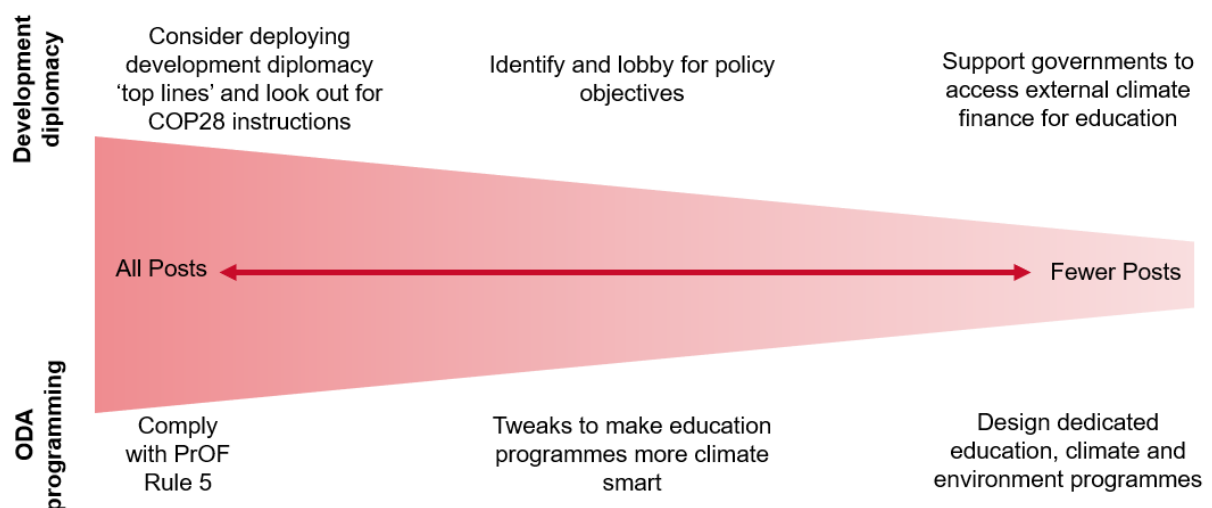 Development
diplomacy
Consider deploying
development diplomacy
‘top lines’ and look out for
COP28 instructions
Identify and lobby for policy
objectives
Support governments to
access external climate
finance for education
All Posts
Fewer Posts
ODA
programming
Comply
with PrOF
Rule 5
Tweaks to make education
programmes more climate
smart
Design dedicated
education, climate and
environment programmes